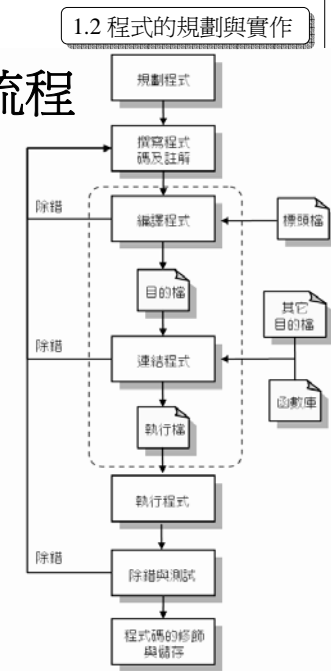 1.2 程式的規劃與實作
流程
規劃程式
撰寫程式
碼及註解
除錯
編譯程式
標頭檔
目的檔
其它
目的檔
除錯
連結程式
函數庫
執行檔
執行程式
除錯
除錯與測試
程式碼的修飾
與儲存